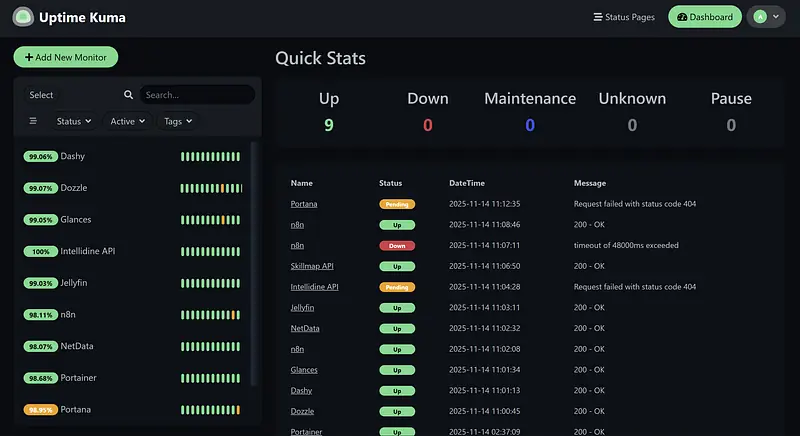 Uptime Kuma
Status Pages
Dashboard
A
Add New Monitor
Select
Search...
Status Active Tags
99.06% Dashy
99.07% Dozzle
99.05% Glances
100% Intellidine API
99.03% Jellyfin
98.11% n8n
98.07% NetData
98.68% Portainer
98.95% Portana
Quick Stats
Up Down Maintenance Unknown Pause
9 0 0 0 0
Name Status DateTime Message
Portana Pending 2025-11-14 11:12:35 Request failed with status code 404
n8n Up 2025-11-14 11:08:46 200 - OK
n8n Down 2025-11-14 11:07:11 timeout of 48000ms exceeded
Skillmap API Up 2025-11-14 11:06:50 200 - OK
Intellidine API Pending 2025-11-14 11:04:28 Request failed with status code 404
Jellyfin Up 2025-11-14 11:03:11 200 - OK
NetData Up 2025-11-14 11:02:32 200 - OK
n8n Up 2025-11-14 11:02:08 200 - OK
Glances Up 2025-11-14 11:01:34 200 - OK
Dashy Up 2025-11-14 11:01:13 200 - OK
Dozzle Up 2025-11-14 11:00:45 200 - OK
Portainer Up 2025-11-14 02:37:09 200 - OK